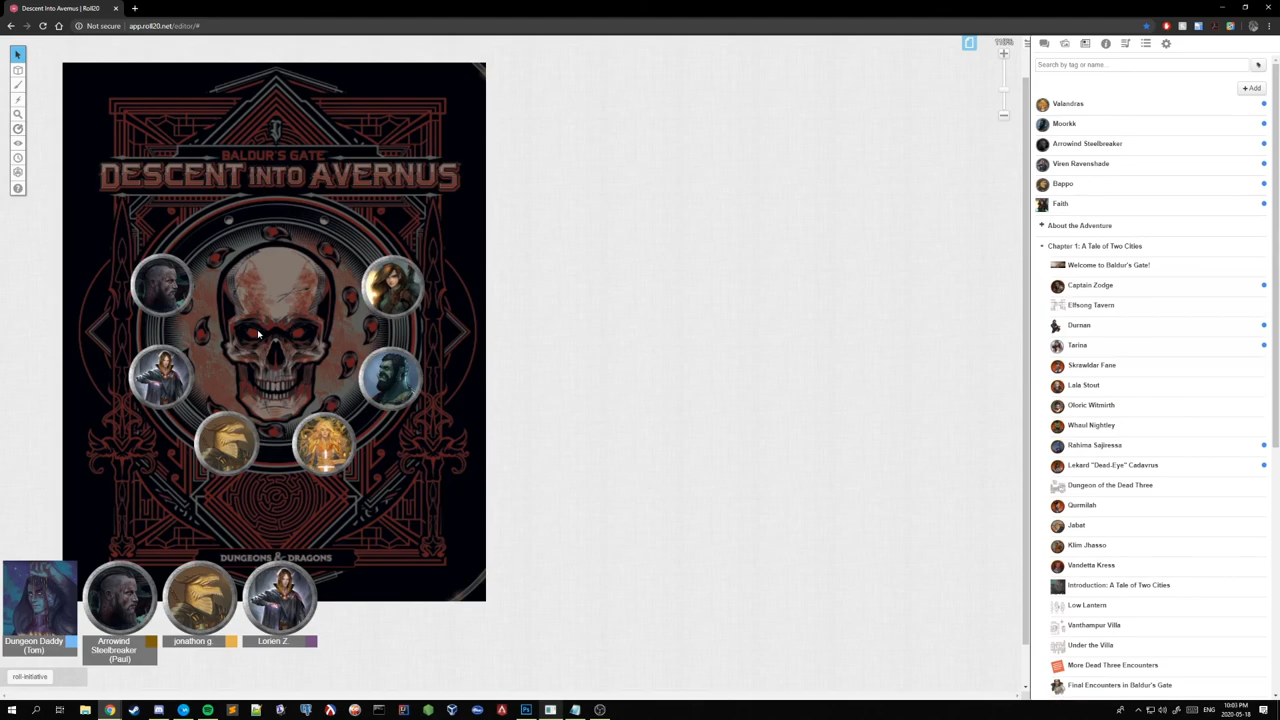 Descent Into Avernus | Roll20
Not secure
app.roll20.net/editor/#
BALDUR'S GATE
DESCENT INTO AVERNUS
DUNGEONS & DRAGONS
Dungeon Daddy
(Tom)
Arrowind
Steelbreaker
(Paul)
jonathon g.
Lorien Z.
roll-initiative
Search by tag or name...
+ Add
Valandras
Moorkk
Arrowind Steelbreaker
Viren Ravenshade
Bappo
Faith
About the Adventure
Chapter 1: A Tale of Two Cities
Welcome to Baldur's Gate!
Captain Zodge
Elfsong Tavern
Durnan
Tarina
Skrawldar Fane
Lala Stout
Oloric Witmirth
Whaul Nightley
Rahima Sajiressa
Lekard "Dead-Eye" Cadavrus
Dungeon of the Dead Three
Qurmilah
Jabat
Klim Jhasso
Vandetta Kress
Introduction: A Tale of Two Cities
Low Lantern
Vanthampur Villa
Under the Villa
More Dead Three Encounters
Final Encounters in Baldur's Gate
ENG
10:03 PM
2020-05-18